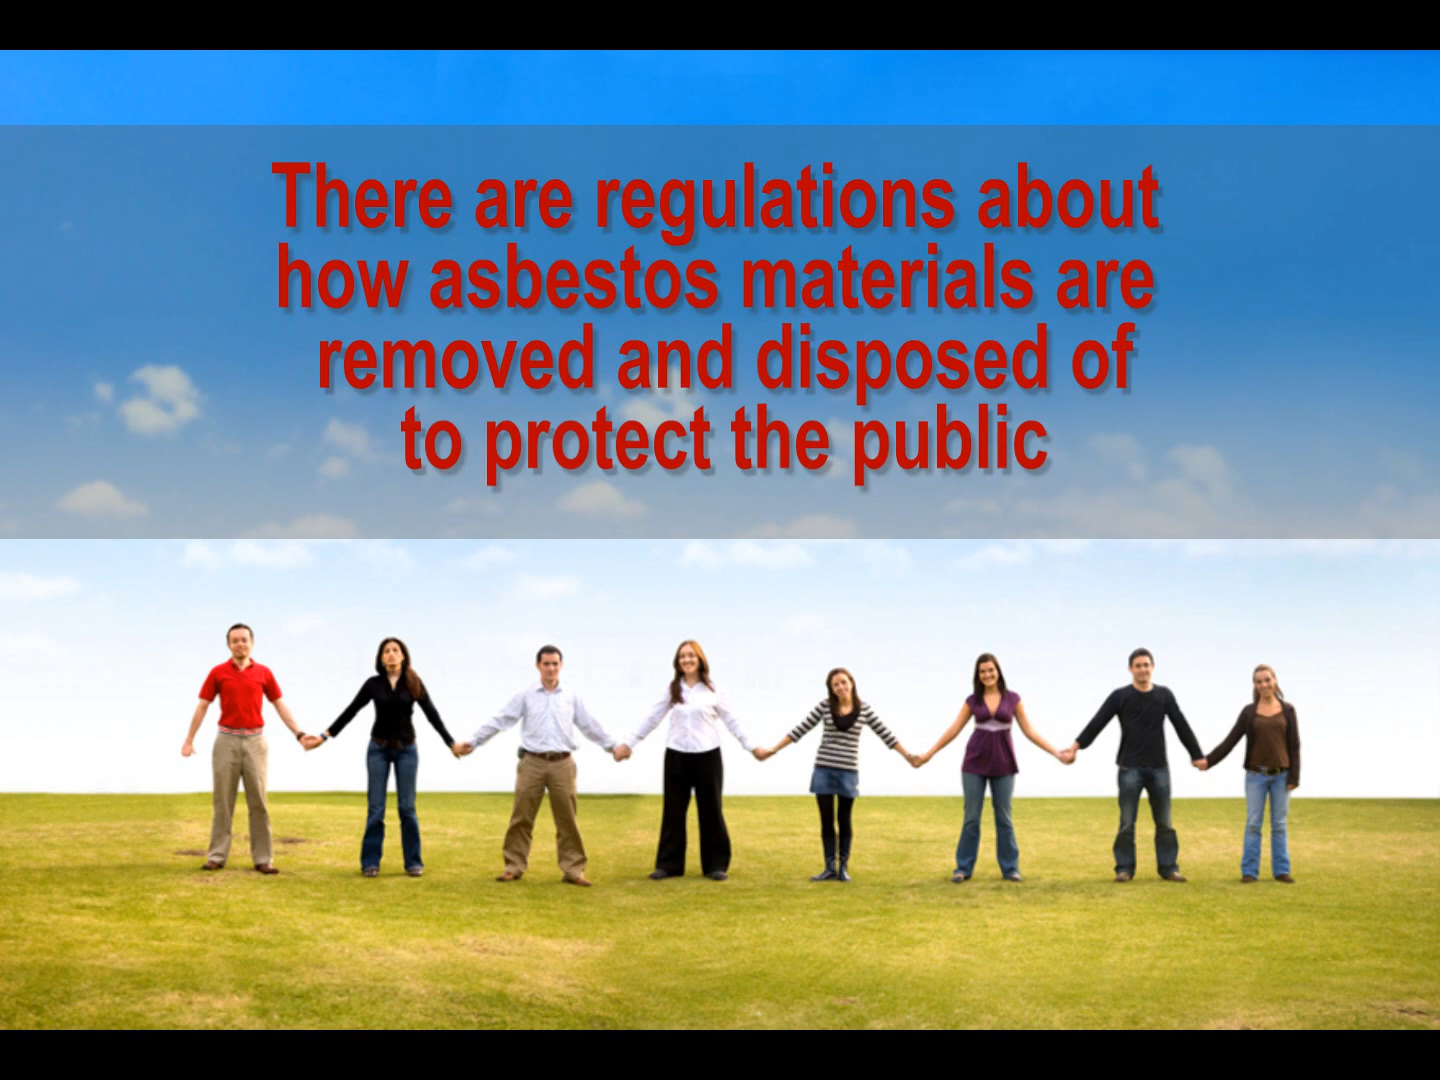 There are regulations about
how asbestos materials are
removed and disposed of
to protect the public